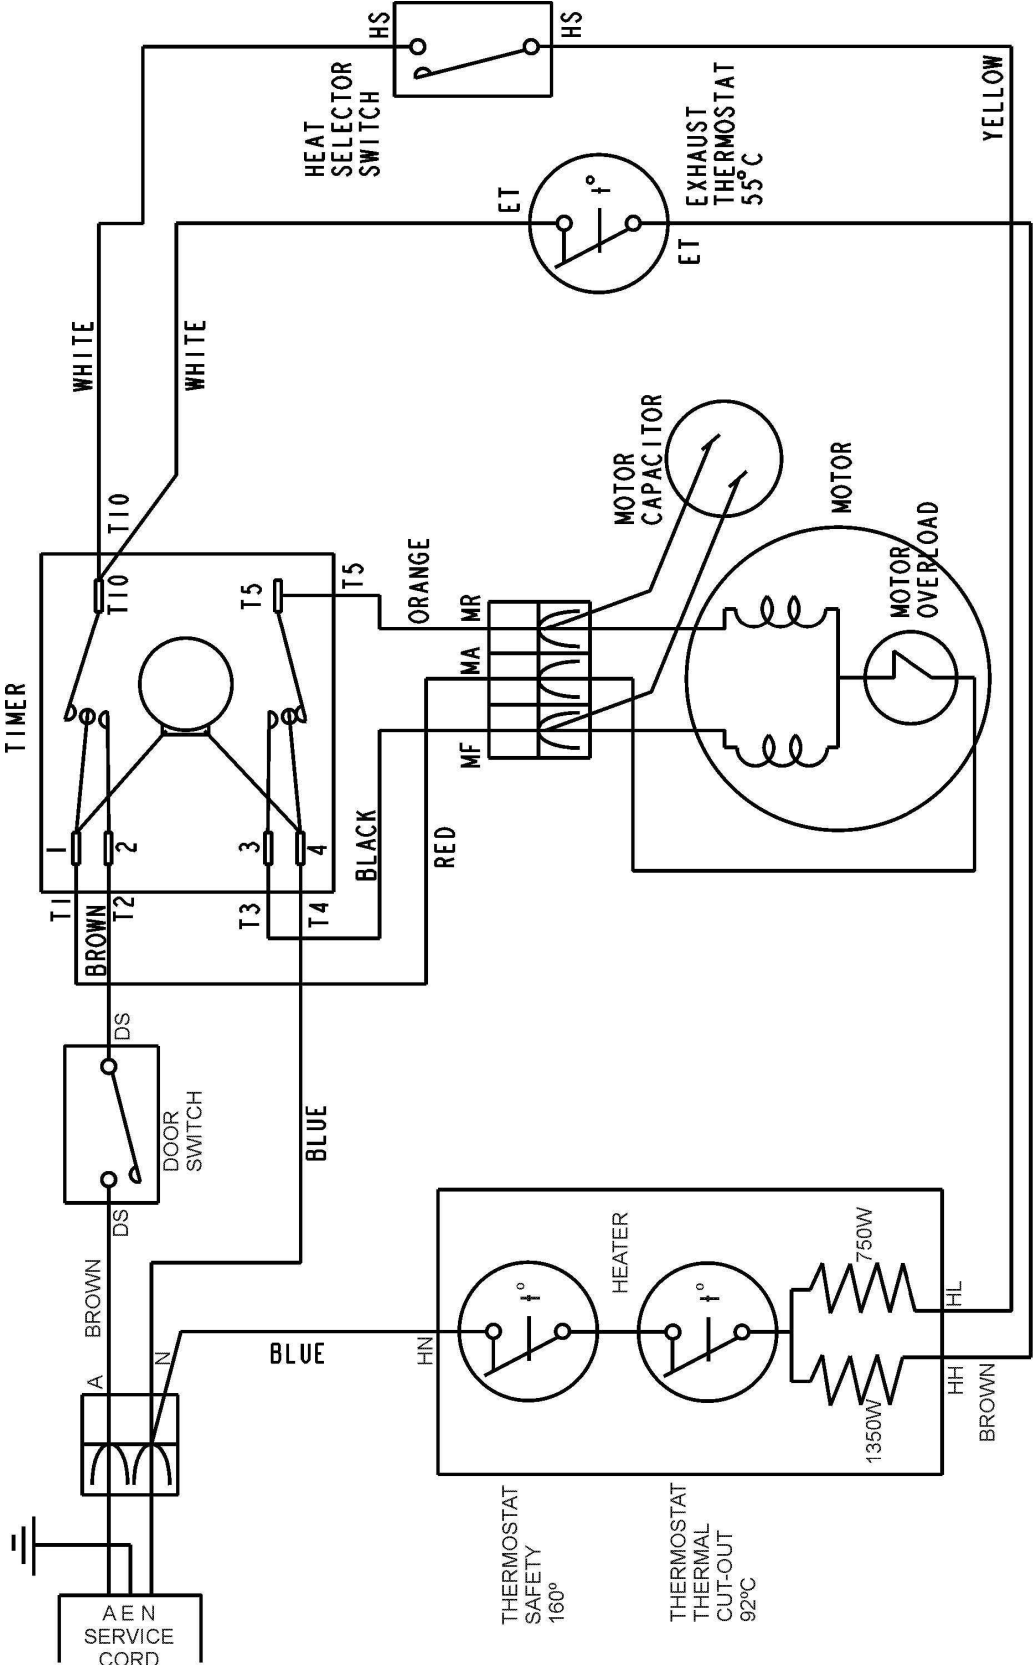 HS
HS
HEAT
SELECTOR
SWITCH
YELLOW
EXHAUST
THERMOSTAT
55°C
ET
t°
ET
WHITE
WHITE
T10
T10
TIMER
T5
T5
ORANGE
MR
MA
MF
MOTOR
CAPACITOR
MOTOR
MOTOR
OVERLOAD
1
2
3
4
T1
BROWN
T2
T3
T4
BLACK
RED
DS
DOOR
SWITCH
DS
BLUE
BROWN
A
N
BLUE
HN
HEATER
t°
t°
750W
1350W
HL
HH
BROWN
THERMOSTAT
SAFETY
160º
THERMOSTAT
THERMAL
CUT-OUT
92ºC
A E N
SERVICE
CORD